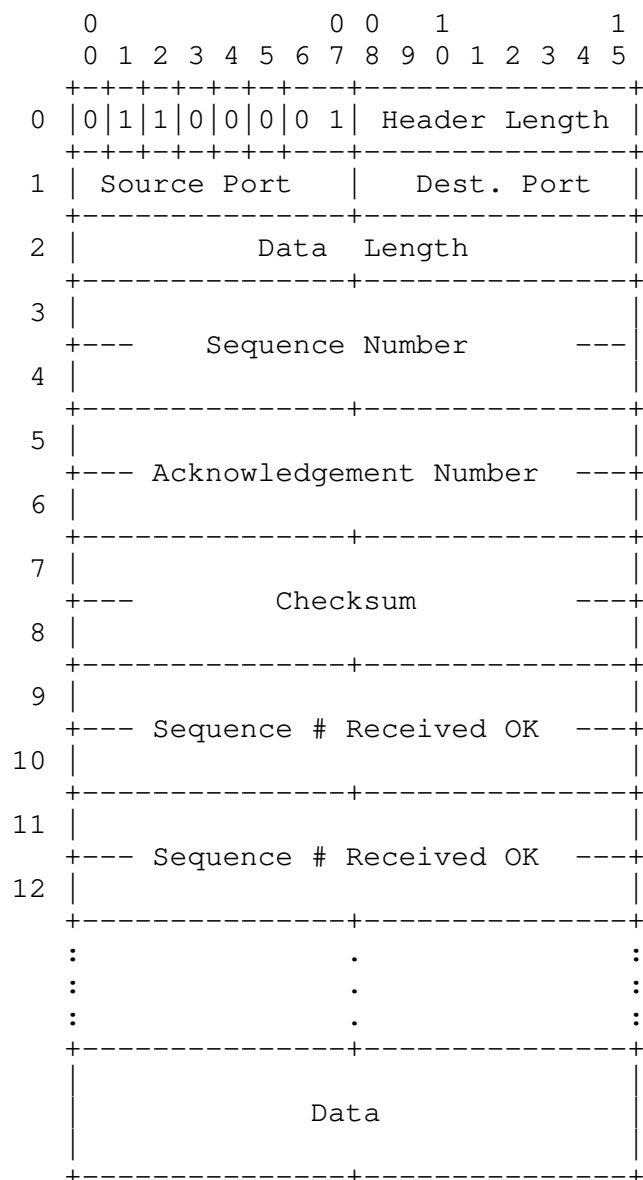 0             0 0   1         1
 0 1 2 3 4 5 6 7 8 9 0 1 2 3 4 5
+-+-+-+-+-+-+---+---------------+
0 |0|1|1|0|0|0|0 1| Header Length |
+-+-+-+-+-+-+---+---------------+
1 | Source Port   |   Dest. Port  |
+---------------+---------------+
2 |          Data  Length         |
+---------------+---------------+
3 |                               |
+---    Sequence Number      ---|
4 |                               |
+---------------+---------------+
5 |                               |
+--- Acknowledgement Number  ---+
6 |                               |
+---------------+---------------+
7 |                               |
+---        Checksum         ---+
8 |                               |
+---------------+---------------+
9 |                               |
+--- Sequence # Received OK  ---+
10 |                               |
+---------------+---------------+
11 |                               |
+--- Sequence # Received OK  ---+
12 |                               |
+---------------+---------------+
:               .               :
:               .               :
:               .               :
+---------------+---------------+
|                               |
|             Data              |
|                               |
+---------------+---------------+